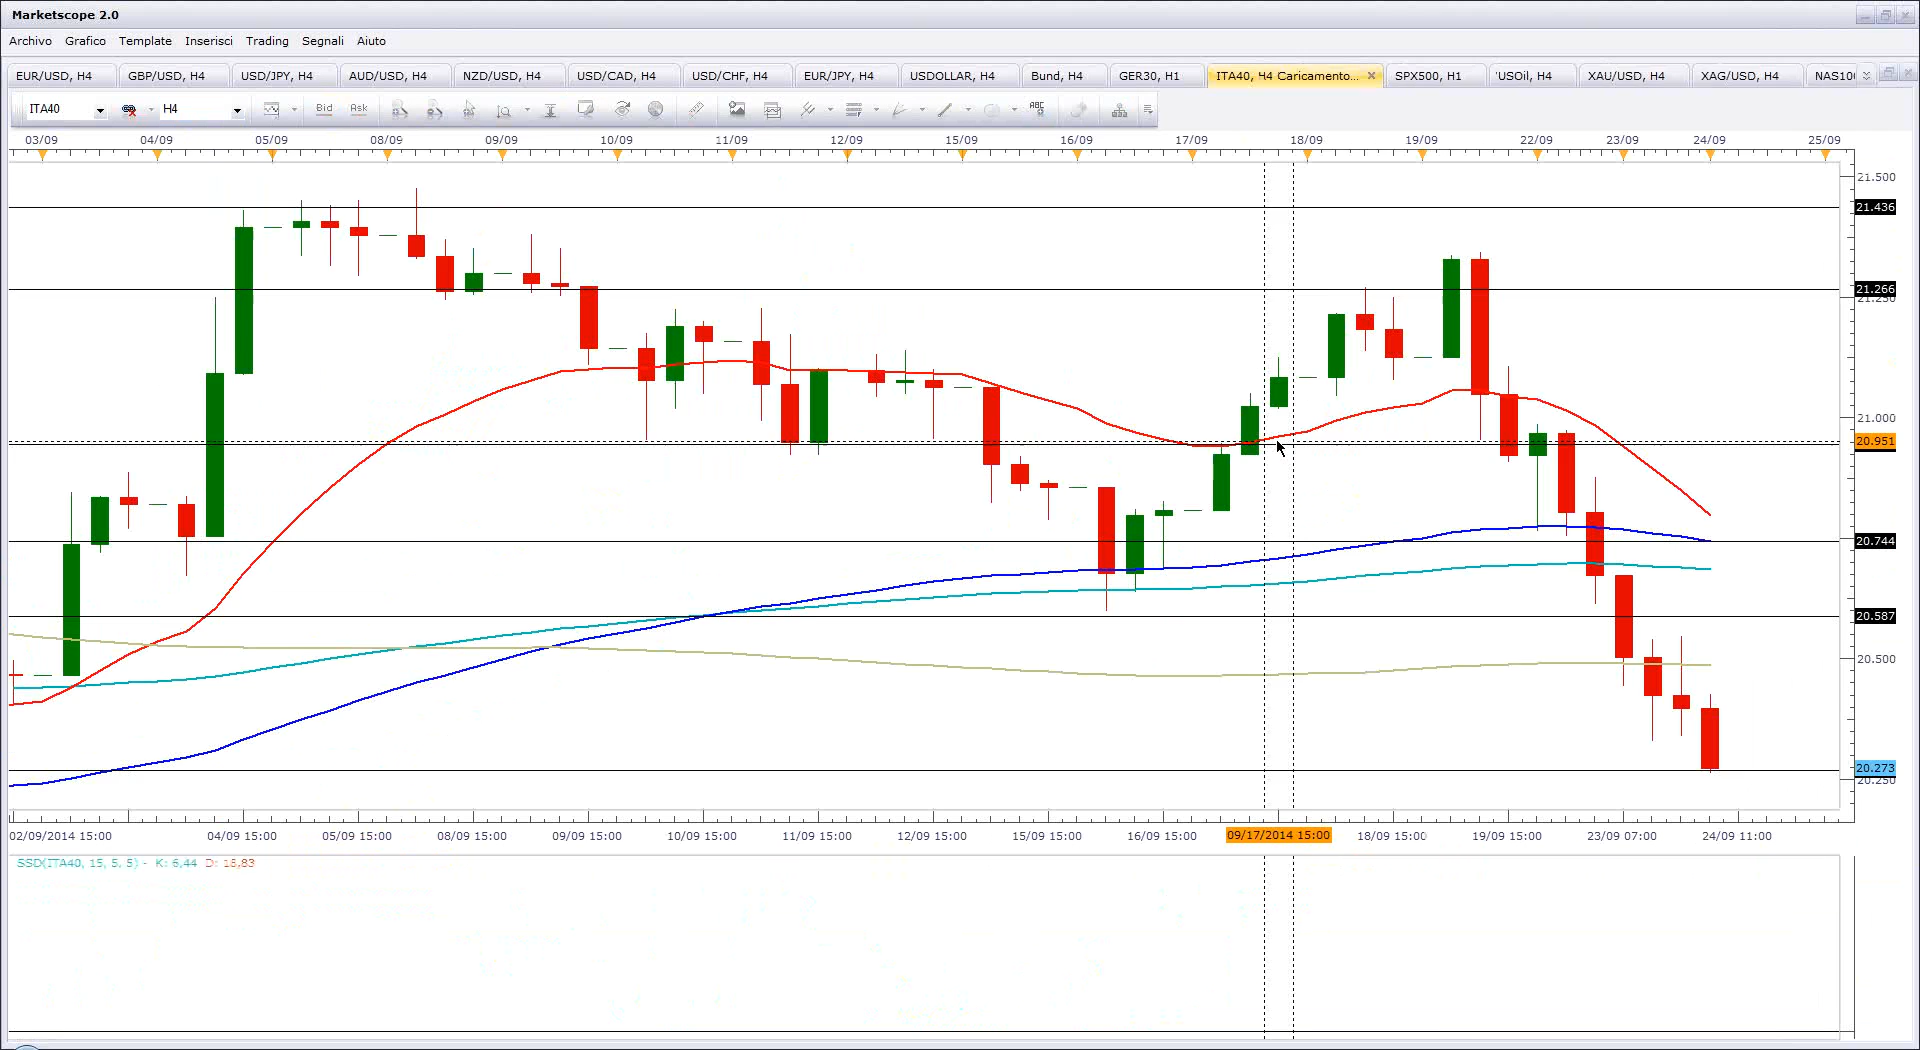 Marketscope 2.0
Archivo Grafico Template Inserisci Trading Segnali Aiuto
EUR/USD, H4 GBP/USD, H4 USD/JPY, H4 AUD/USD, H4 NZD/USD, H4 USD/CAD, H4 USD/CHF, H4 EUR/JPY, H4 USDOLLAR, H4 Bund, H4 GER30, H1 ITA40, H4 Caricamento... SPX500, H1 'USOil, H4 XAU/USD, H4 XAG/USD, H4 NAS10
ITA40 H4 Bid Ask ABC
03/09 04/09 05/09 08/09 09/09 10/09 11/09 12/09 15/09 16/09 17/09 18/09 19/09 22/09 23/09 24/09 25/09
21.500
21.436
21.266
21.250
21.000
20.951
20.744
20.587
20.500
20.273
20.250
02/09/2014 15:00 04/09 15:00 05/09 15:00 08/09 15:00 09/09 15:00 10/09 15:00 11/09 15:00 12/09 15:00 15/09 15:00 16/09 15:00 09/17/2014 15:00 18/09 15:00 19/09 15:00 23/09 07:00 24/09 11:00
SSD(ITA40, 15, 5, 5) - K: 6,44 D: 18,83